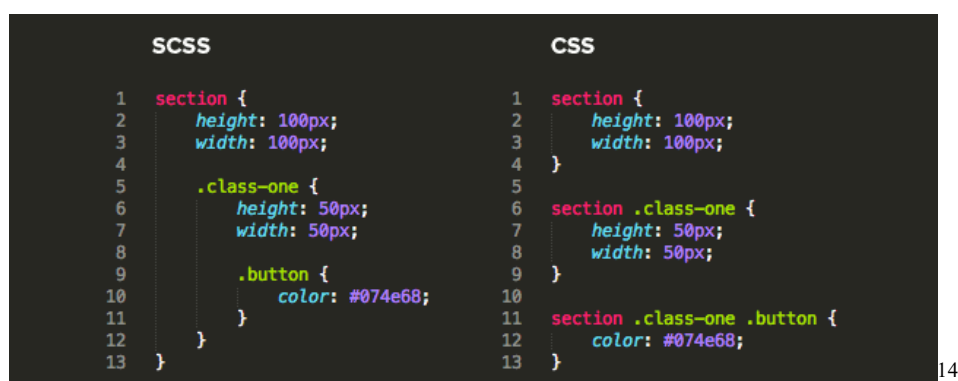 SCSS
1 section {
2     height: 100px;
3     width: 100px;
4
5     .class-one {
6         height: 50px;
7         width: 50px;
8
9         .button {
10             color: #074e68;
11         }
12     }
13 }
CSS
1 section {
2     height: 100px;
3     width: 100px;
4 }
5
6 section .class-one {
7     height: 50px;
8     width: 50px;
9 }
10
11 section .class-one .button {
12     color: #074e68;
13 }
14